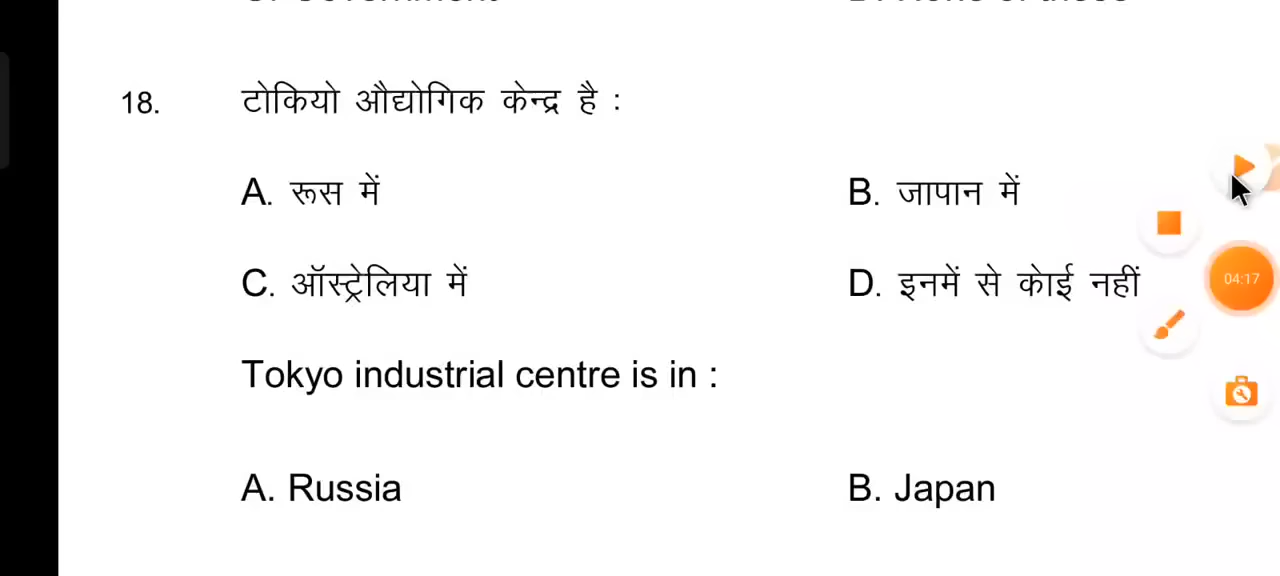 18. टोकियो औद्योगिक केन्द्र है :
A. रूस में B. जापान में
C. ऑस्ट्रेलिया में D. इनमें से कोई नहीं
04:17
Tokyo industrial centre is in :
A. Russia B. Japan